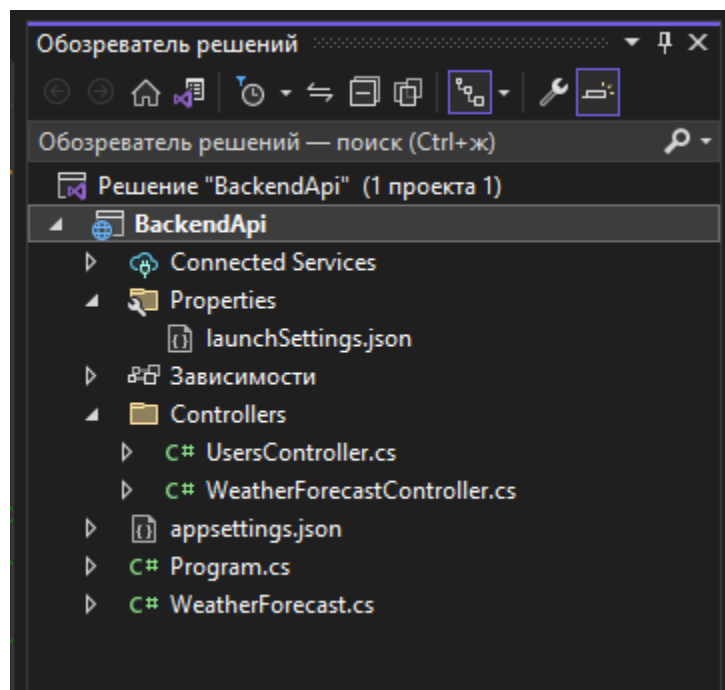 Обозреватель решений
Обозреватель решений — поиск (Ctrl+ж)
Решение "BackendApi" (1 проекта 1)
BackendApi
Connected Services
Properties
launchSettings.json
Зависимости
Controllers
C# UsersController.cs
C# WeatherForecastController.cs
appsettings.json
C# Program.cs
C# WeatherForecast.cs